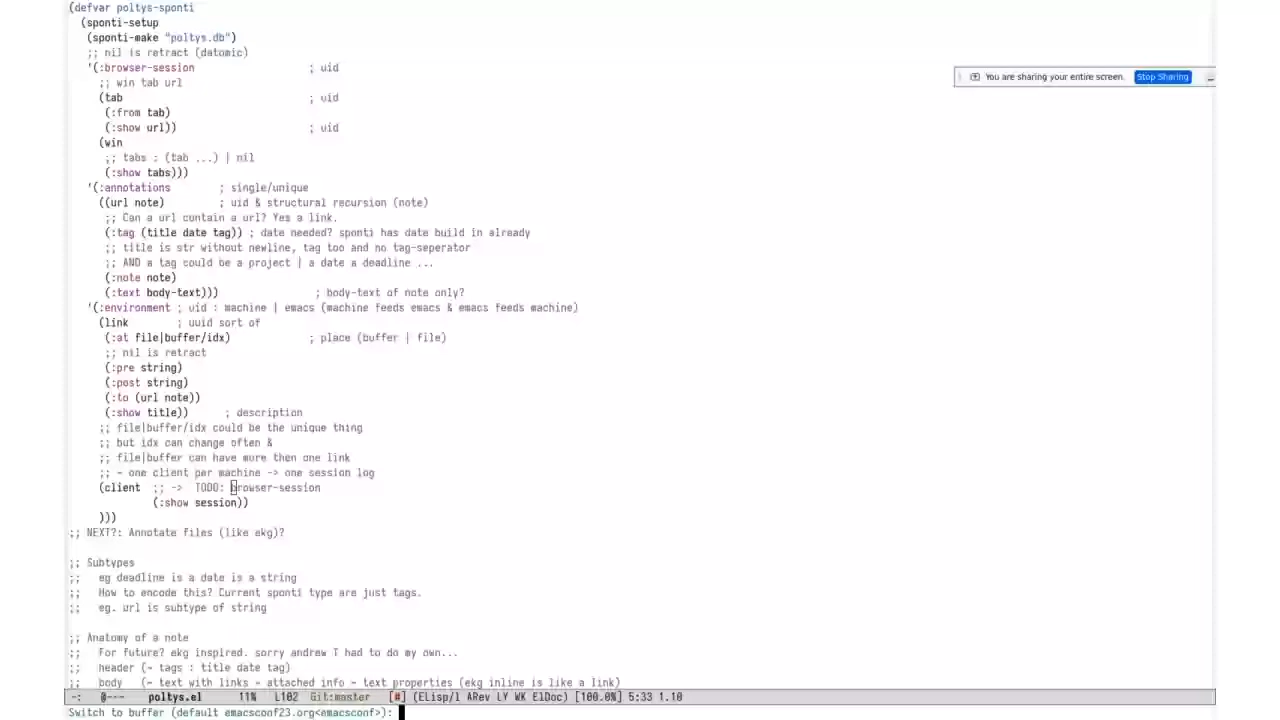 (defvar poltys-sponti
  (sponti-setup
   (sponti-make "poltys.db")
   ;; nil is retract (datomic)
   '(:browser-session                   ; uid
     ;; win tab url
     (tab                               ; uid
      (:from tab)
      (:show url))                      ; uid
     (win
      ;; tabs : (tab ...) | nil
      (:show tabs)))
   '(:annotations        ; single/unique
     ((url note)         ; uid & structural recursion (note)
      ;; Can a url contain a url? Yes a link.
      (:tag (title date tag)) ; date needed? sponti has date build in already
      ;; title is str without newline, tag too and no tag-seperator
      ;; AND a tag could be a project | a date a deadline ...
      (:note note)
      (:text body-text)))                ; body-text of note only?
   '(:environment ; uid : machine | emacs (machine feeds emacs & emacs feeds machine)
     (link        ; uuid sort of
      (:at file|buffer/idx)             ; place (buffer | file)
      ;; nil is retract
      (:pre string)
      (:post string)
      (:to (url note))
      (:show title))      ; description
     ;; file|buffer/idx could be the unique thing
     ;; but idx can change often &
     ;; file|buffer can have more then one link
     ;; - one client per machine -> one session log
     (client  ;; ->  TODO: browser-session
              (:show session))
     )))
;; NEXT?: Annotate files (like ekg)?
;; Subtypes
;;   eg deadline is a date is a string
;;   How to encode this? Current sponti type are just tags.
;;   eg. url is subtype of string
;; Anatomy of a note
;;   For future? ekg inspired. sorry andrew T had to do my own...
;;   header (- tags : title date tag)
;;   body   (- text with links - attached info - text properties (ekg inline is like a link)
-:   @---   poltys.el      11%   L102  Git:master   [#] (ELisp/l ARev LY WK ElDoc) [100.0%] 5:33 1.10
Switch to buffer (default emacsconf23.org<emacsconf>):
You are sharing your entire screen.  Stop Sharing